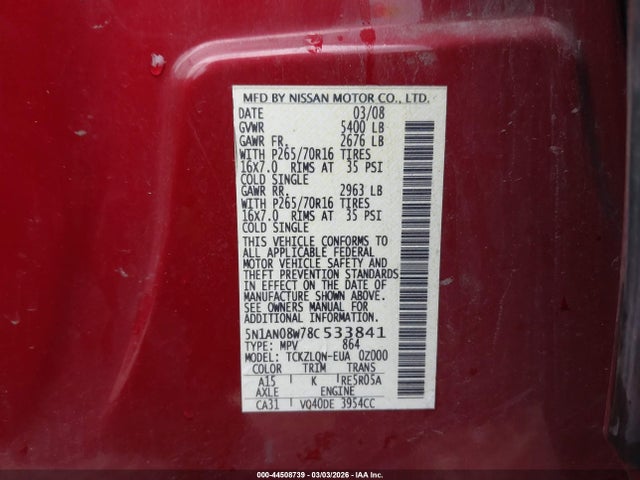 MFD BY NISSAN MOTOR CO., LTD.
DATE 03/08
GVWR 5400 LB
GAWR FR. 2676 LB
WITH P265/70R16 TIRES
16X7.0 RIMS AT 35 PSI
COLD SINGLE
GAWR RR. 2963 LB
WITH P265/70R16 TIRES
16X7.0 RIMS AT 35 PSI
COLD SINGLE
THIS VEHICLE CONFORMS TO
ALL APPLICABLE FEDERAL
MOTOR VEHICLE SAFETY AND
THEFT PREVENTION STANDARDS
IN EFFECT ON THE DATE OF
MANUFACTURE SHOWN ABOVE.
SEE OWNERS MANUAL FOR
ADDITIONAL INFORMATION.
5N1AN08W78C533841
TYPE: MPV 864
MODEL: TCKZLQN-EUA 0Z000
COLOR TRIM TRANS
A15 K RE5R05A
AXLE ENGINE
CA31 VQ40DE 3954CC
000-44508739 - 03/03/2026 - IAA Inc.